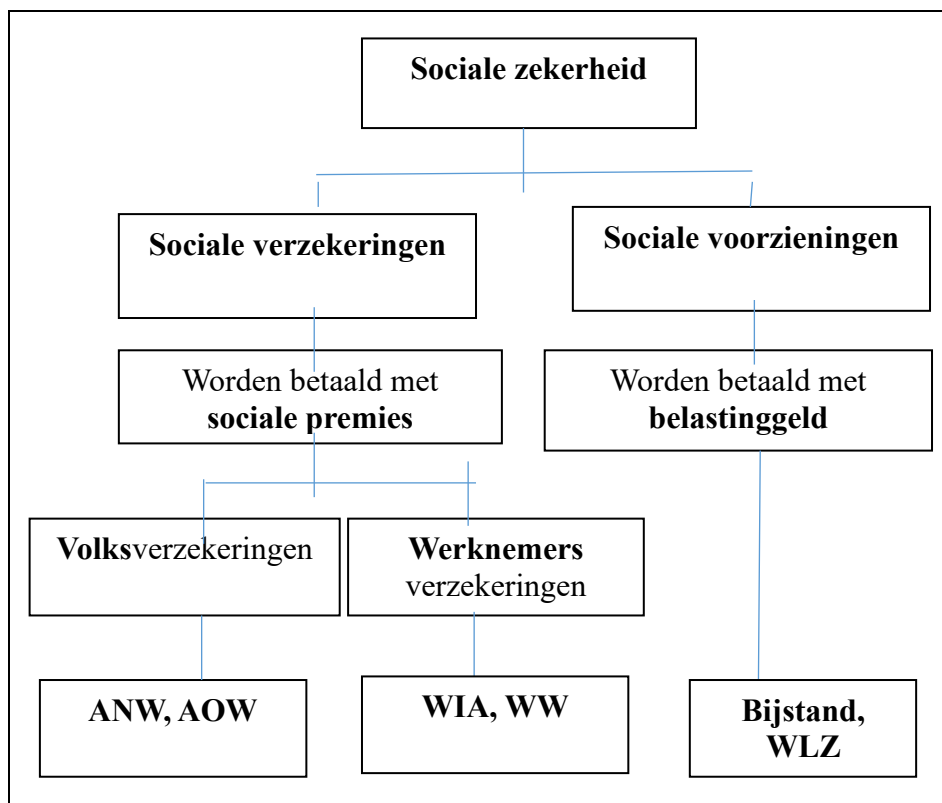 Sociale zekerheid
Sociale verzekeringen
Sociale voorzieningen
Worden betaald met
sociale premies
Worden betaald met
belastinggeld
Volksverzekeringen
Werknemers
verzekeringen
ANW, AOW
WIA, WW
Bijstand,
WLZ